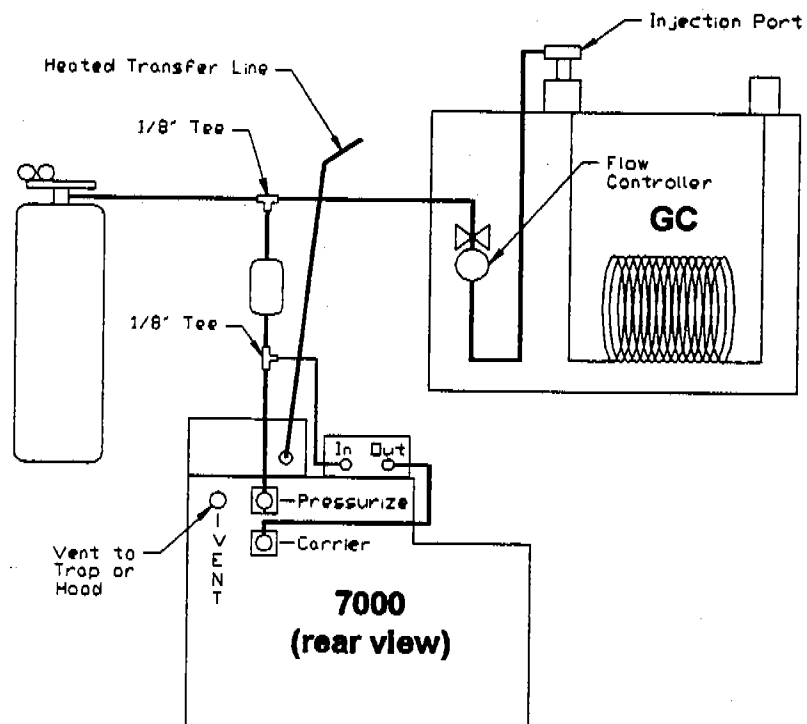 Injection Port
Heated Transfer Line
1/8" Tee
Flow
Controller
GC
1/8" Tee
In Out
Pressurize
Carrier
VENT
Vent to
Trap or
Hood
7000
(rear view)